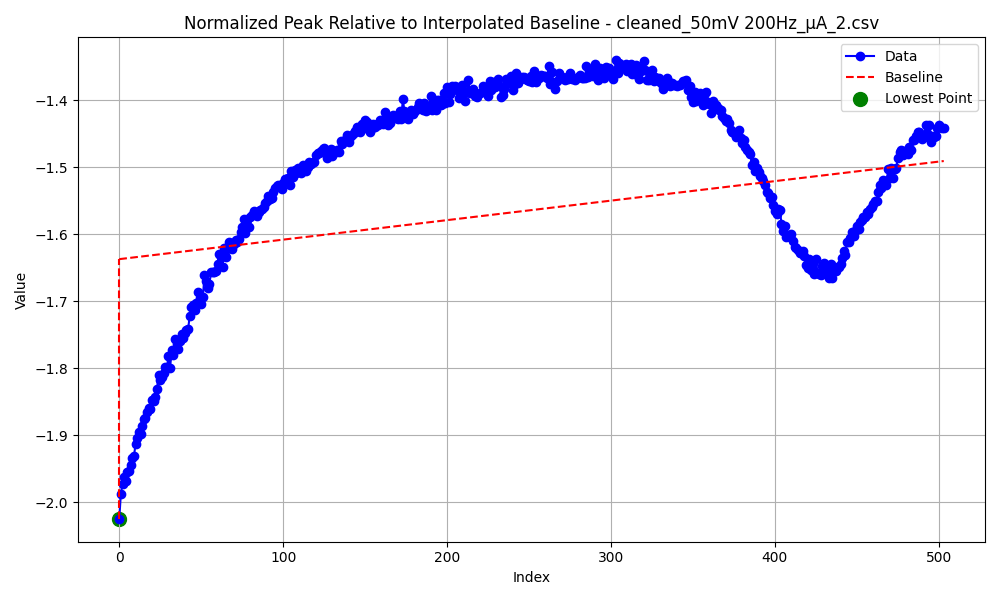 Normalized Peak Relative to Interpolated Baseline - cleaned_50mV 200Hz_μA_2.csv
Data
Baseline
Lowest Point
Value
−1.4
−1.5
−1.6
−1.7
−1.8
−1.9
−2.0
0
100
200
300
400
500
Index